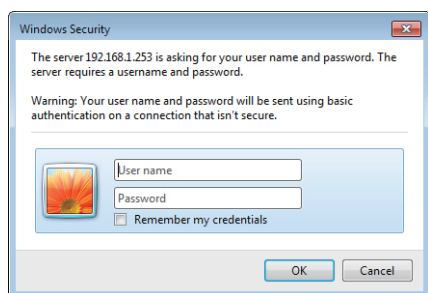 Windows Security
The server 192.168.1.253 is asking for your user name and password. The
server requires a username and password.
Warning: Your user name and password will be sent using basic
authentication on a connection that isn't secure.
User name
Password
Remember my credentials
OK
Cancel